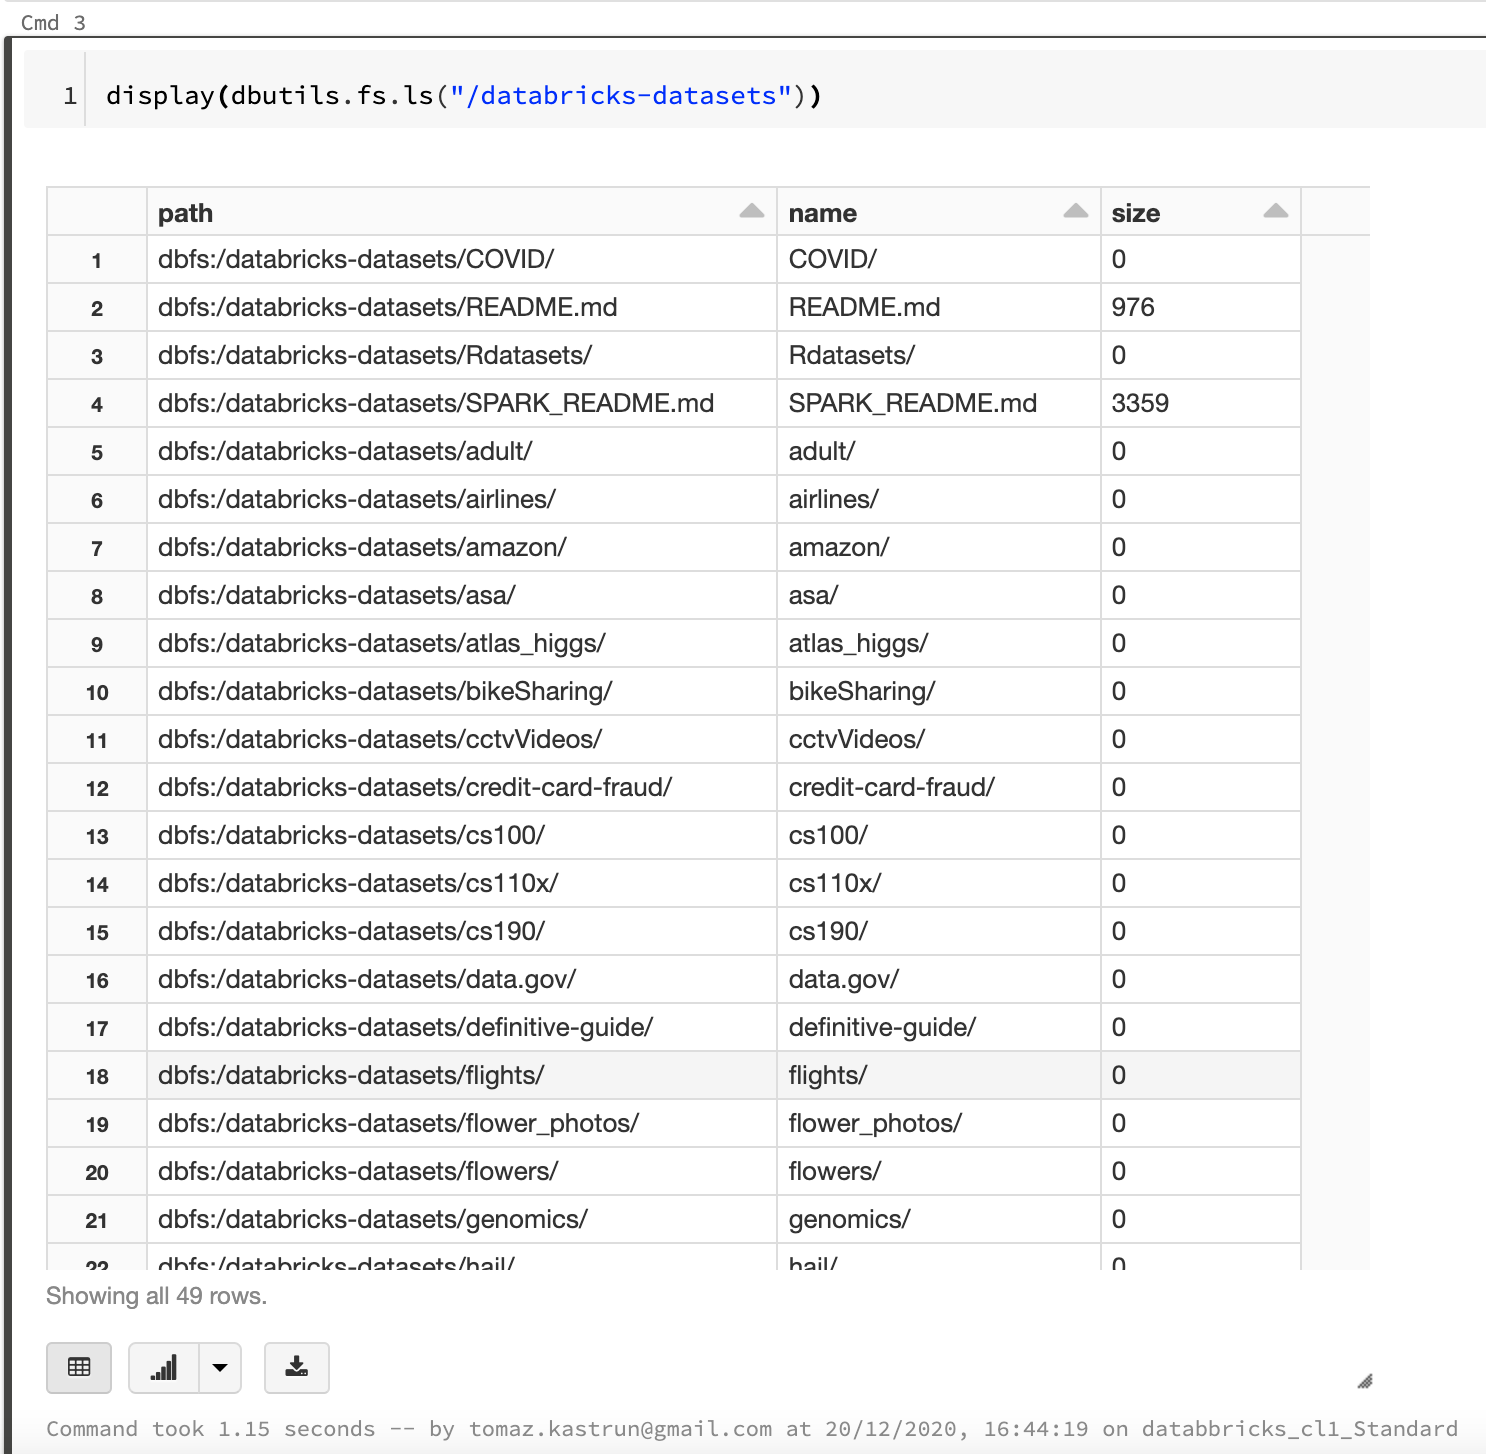 Cmd 3
1 display(dbutils.fs.ls("/databricks-datasets"))
path name size
1 dbfs:/databricks-datasets/COVID/ COVID/ 0
2 dbfs:/databricks-datasets/README.md README.md 976
3 dbfs:/databricks-datasets/Rdatasets/ Rdatasets/ 0
4 dbfs:/databricks-datasets/SPARK_README.md SPARK_README.md 3359
5 dbfs:/databricks-datasets/adult/ adult/ 0
6 dbfs:/databricks-datasets/airlines/ airlines/ 0
7 dbfs:/databricks-datasets/amazon/ amazon/ 0
8 dbfs:/databricks-datasets/asa/ asa/ 0
9 dbfs:/databricks-datasets/atlas_higgs/ atlas_higgs/ 0
10 dbfs:/databricks-datasets/bikeSharing/ bikeSharing/ 0
11 dbfs:/databricks-datasets/cctvVideos/ cctvVideos/ 0
12 dbfs:/databricks-datasets/credit-card-fraud/ credit-card-fraud/ 0
13 dbfs:/databricks-datasets/cs100/ cs100/ 0
14 dbfs:/databricks-datasets/cs110x/ cs110x/ 0
15 dbfs:/databricks-datasets/cs190/ cs190/ 0
16 dbfs:/databricks-datasets/data.gov/ data.gov/ 0
17 dbfs:/databricks-datasets/definitive-guide/ definitive-guide/ 0
18 dbfs:/databricks-datasets/flights/ flights/ 0
19 dbfs:/databricks-datasets/flower_photos/ flower_photos/ 0
20 dbfs:/databricks-datasets/flowers/ flowers/ 0
21 dbfs:/databricks-datasets/genomics/ genomics/ 0
22 dbfs:/databricks-datasets/hail/ hail/ 0
Showing all 49 rows.
Command took 1.15 seconds -- by tomaz.kastrun@gmail.com at 20/12/2020, 16:44:19 on databbricks_cl1_Standard